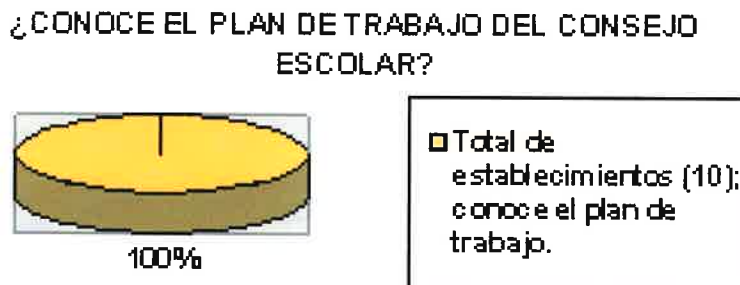 ¿CONOCE EL PLAN DE TRABAJO DEL CONSEJO
ESCOLAR?
100%
Total de
establecimientos (10);
conoce el plan de
trabajo.